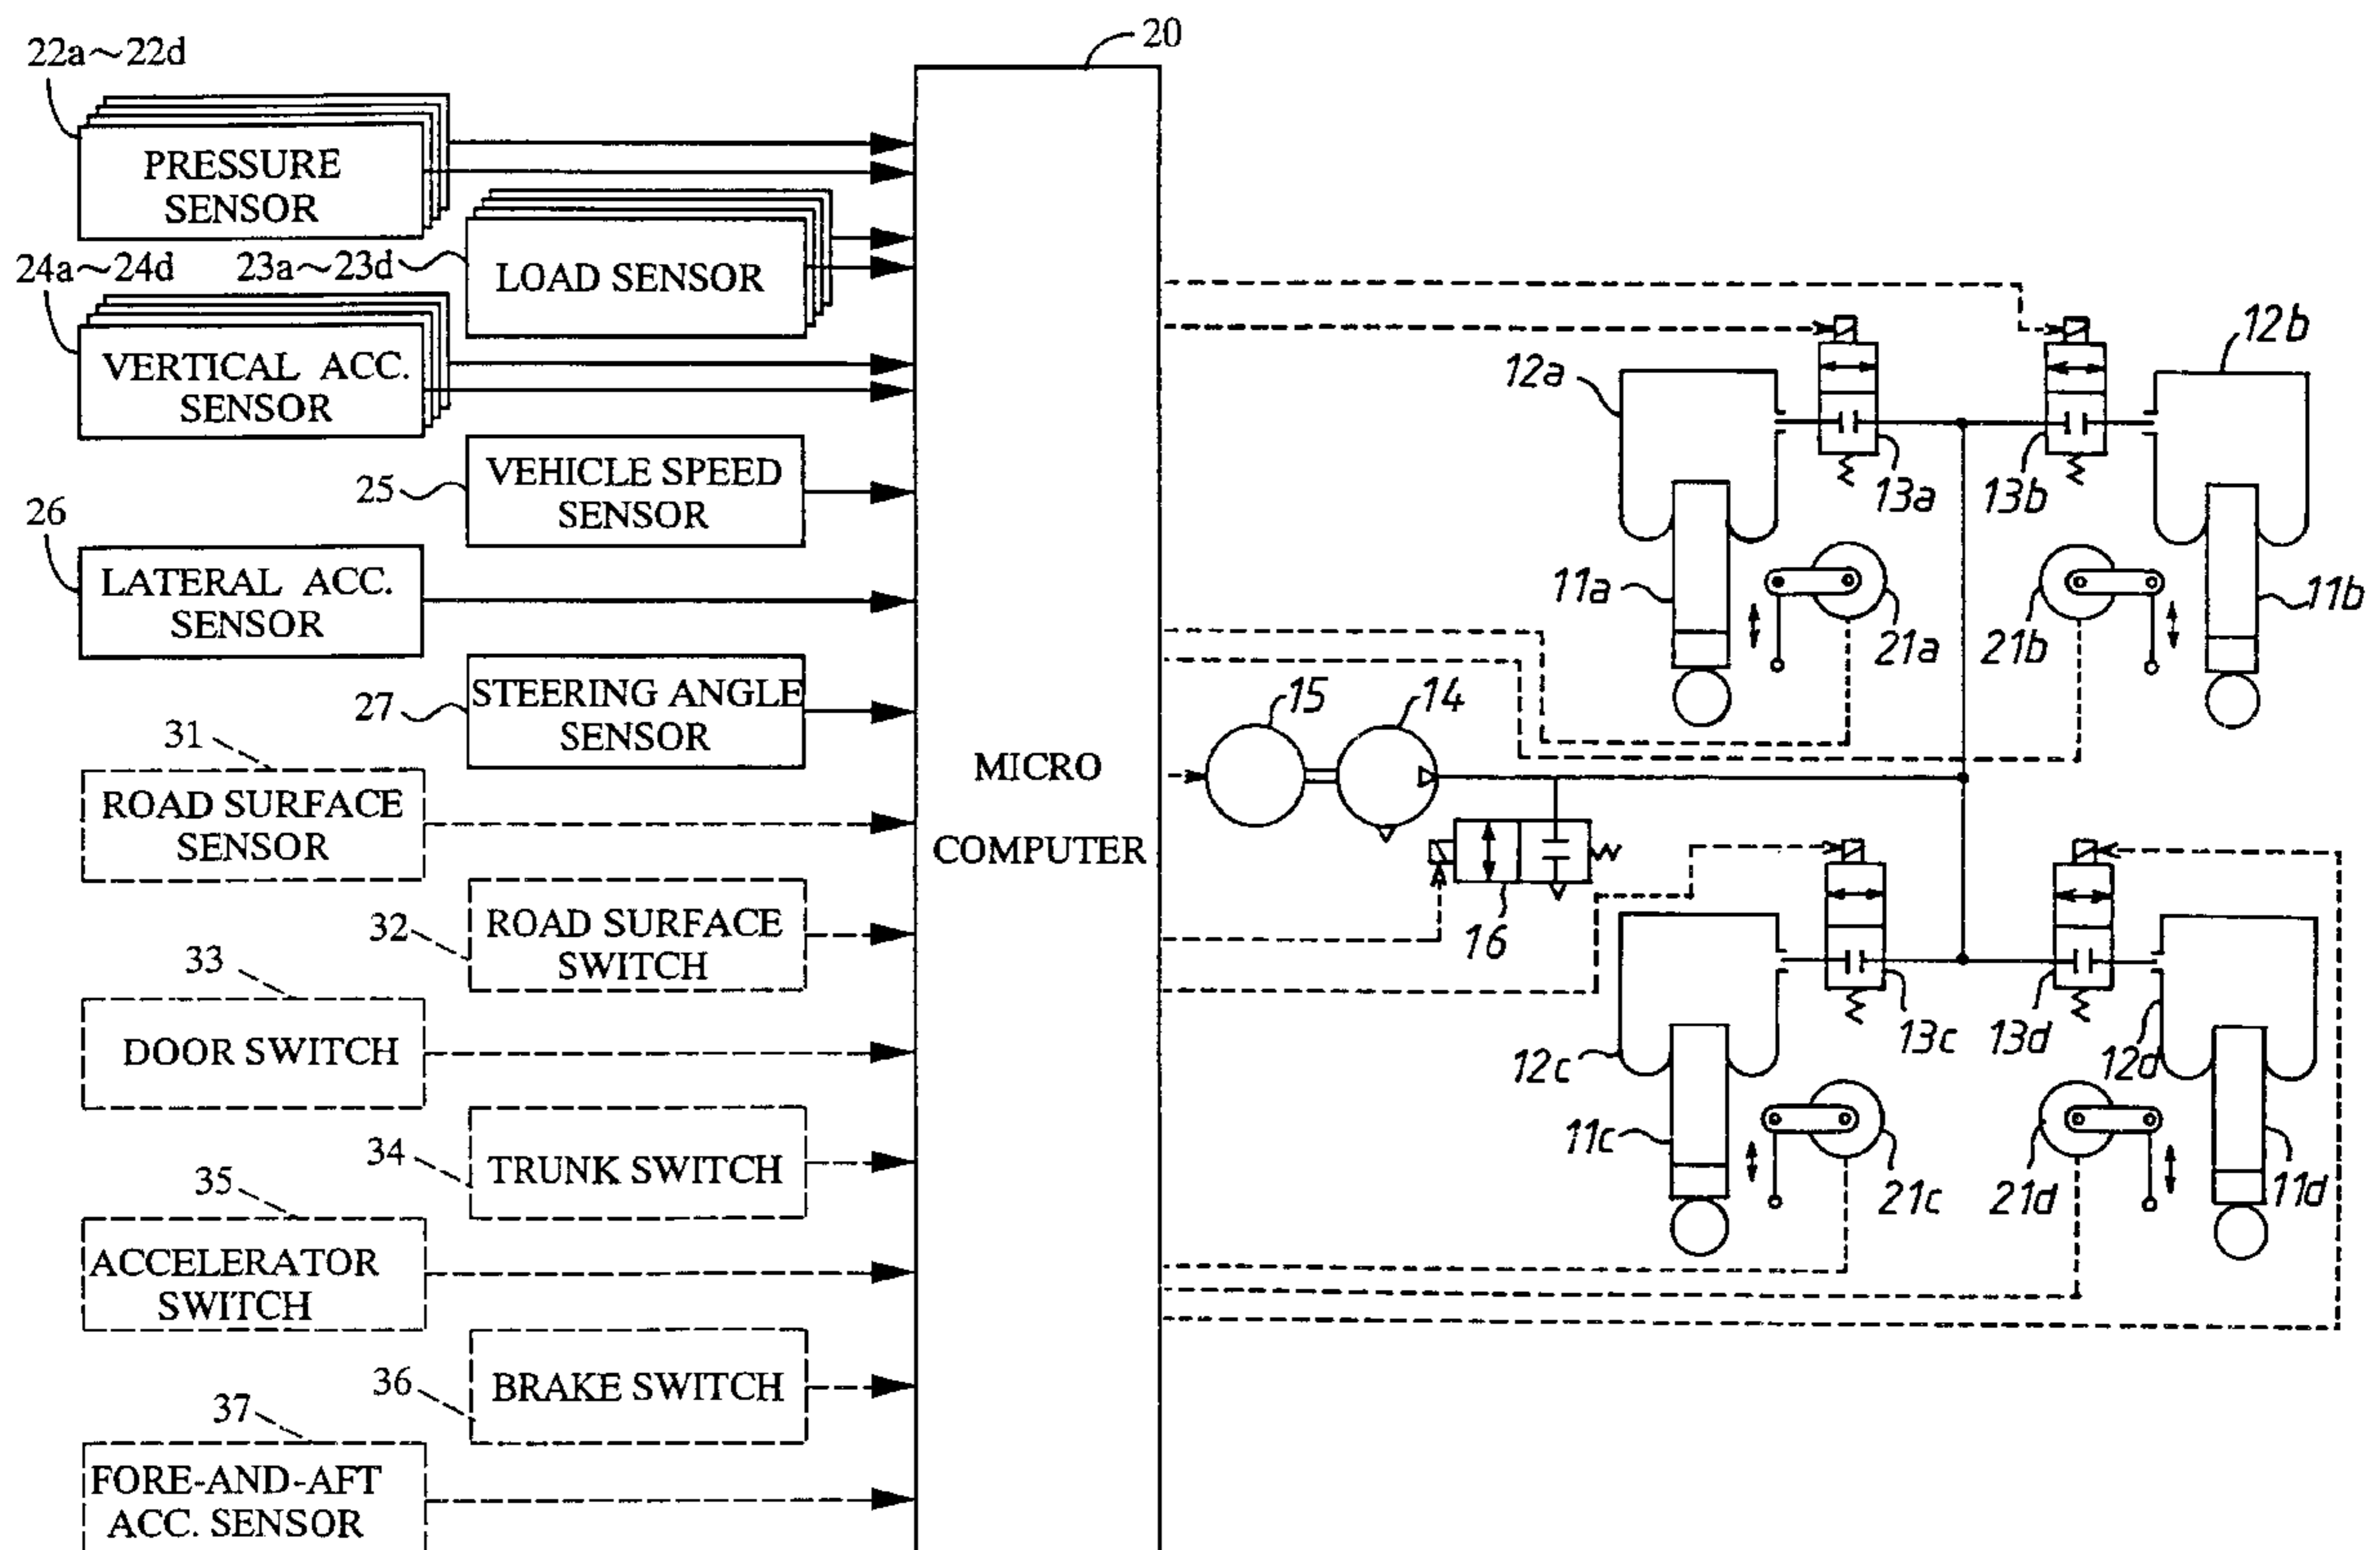 22a~22d
PRESSURE
SENSOR
24a~24d
23a~23d
LOAD SENSOR
VERTICAL ACC.
SENSOR
25
VEHICLE SPEED
SENSOR
26
LATERAL ACC.
SENSOR
27
STEERING ANGLE
SENSOR
31
ROAD SURFACE
SENSOR
32
ROAD SURFACE
SWITCH
33
DOOR SWITCH
34
TRUNK SWITCH
35
ACCELERATOR
SWITCH
36
BRAKE SWITCH
37
FORE-AND-AFT
ACC. SENSOR
20
MICRO
COMPUTER
12a
12b
13a
13b
11a
21a
21b
11b
15
14
16
12c
13c
13d
12d
11c
21c
21d
11d